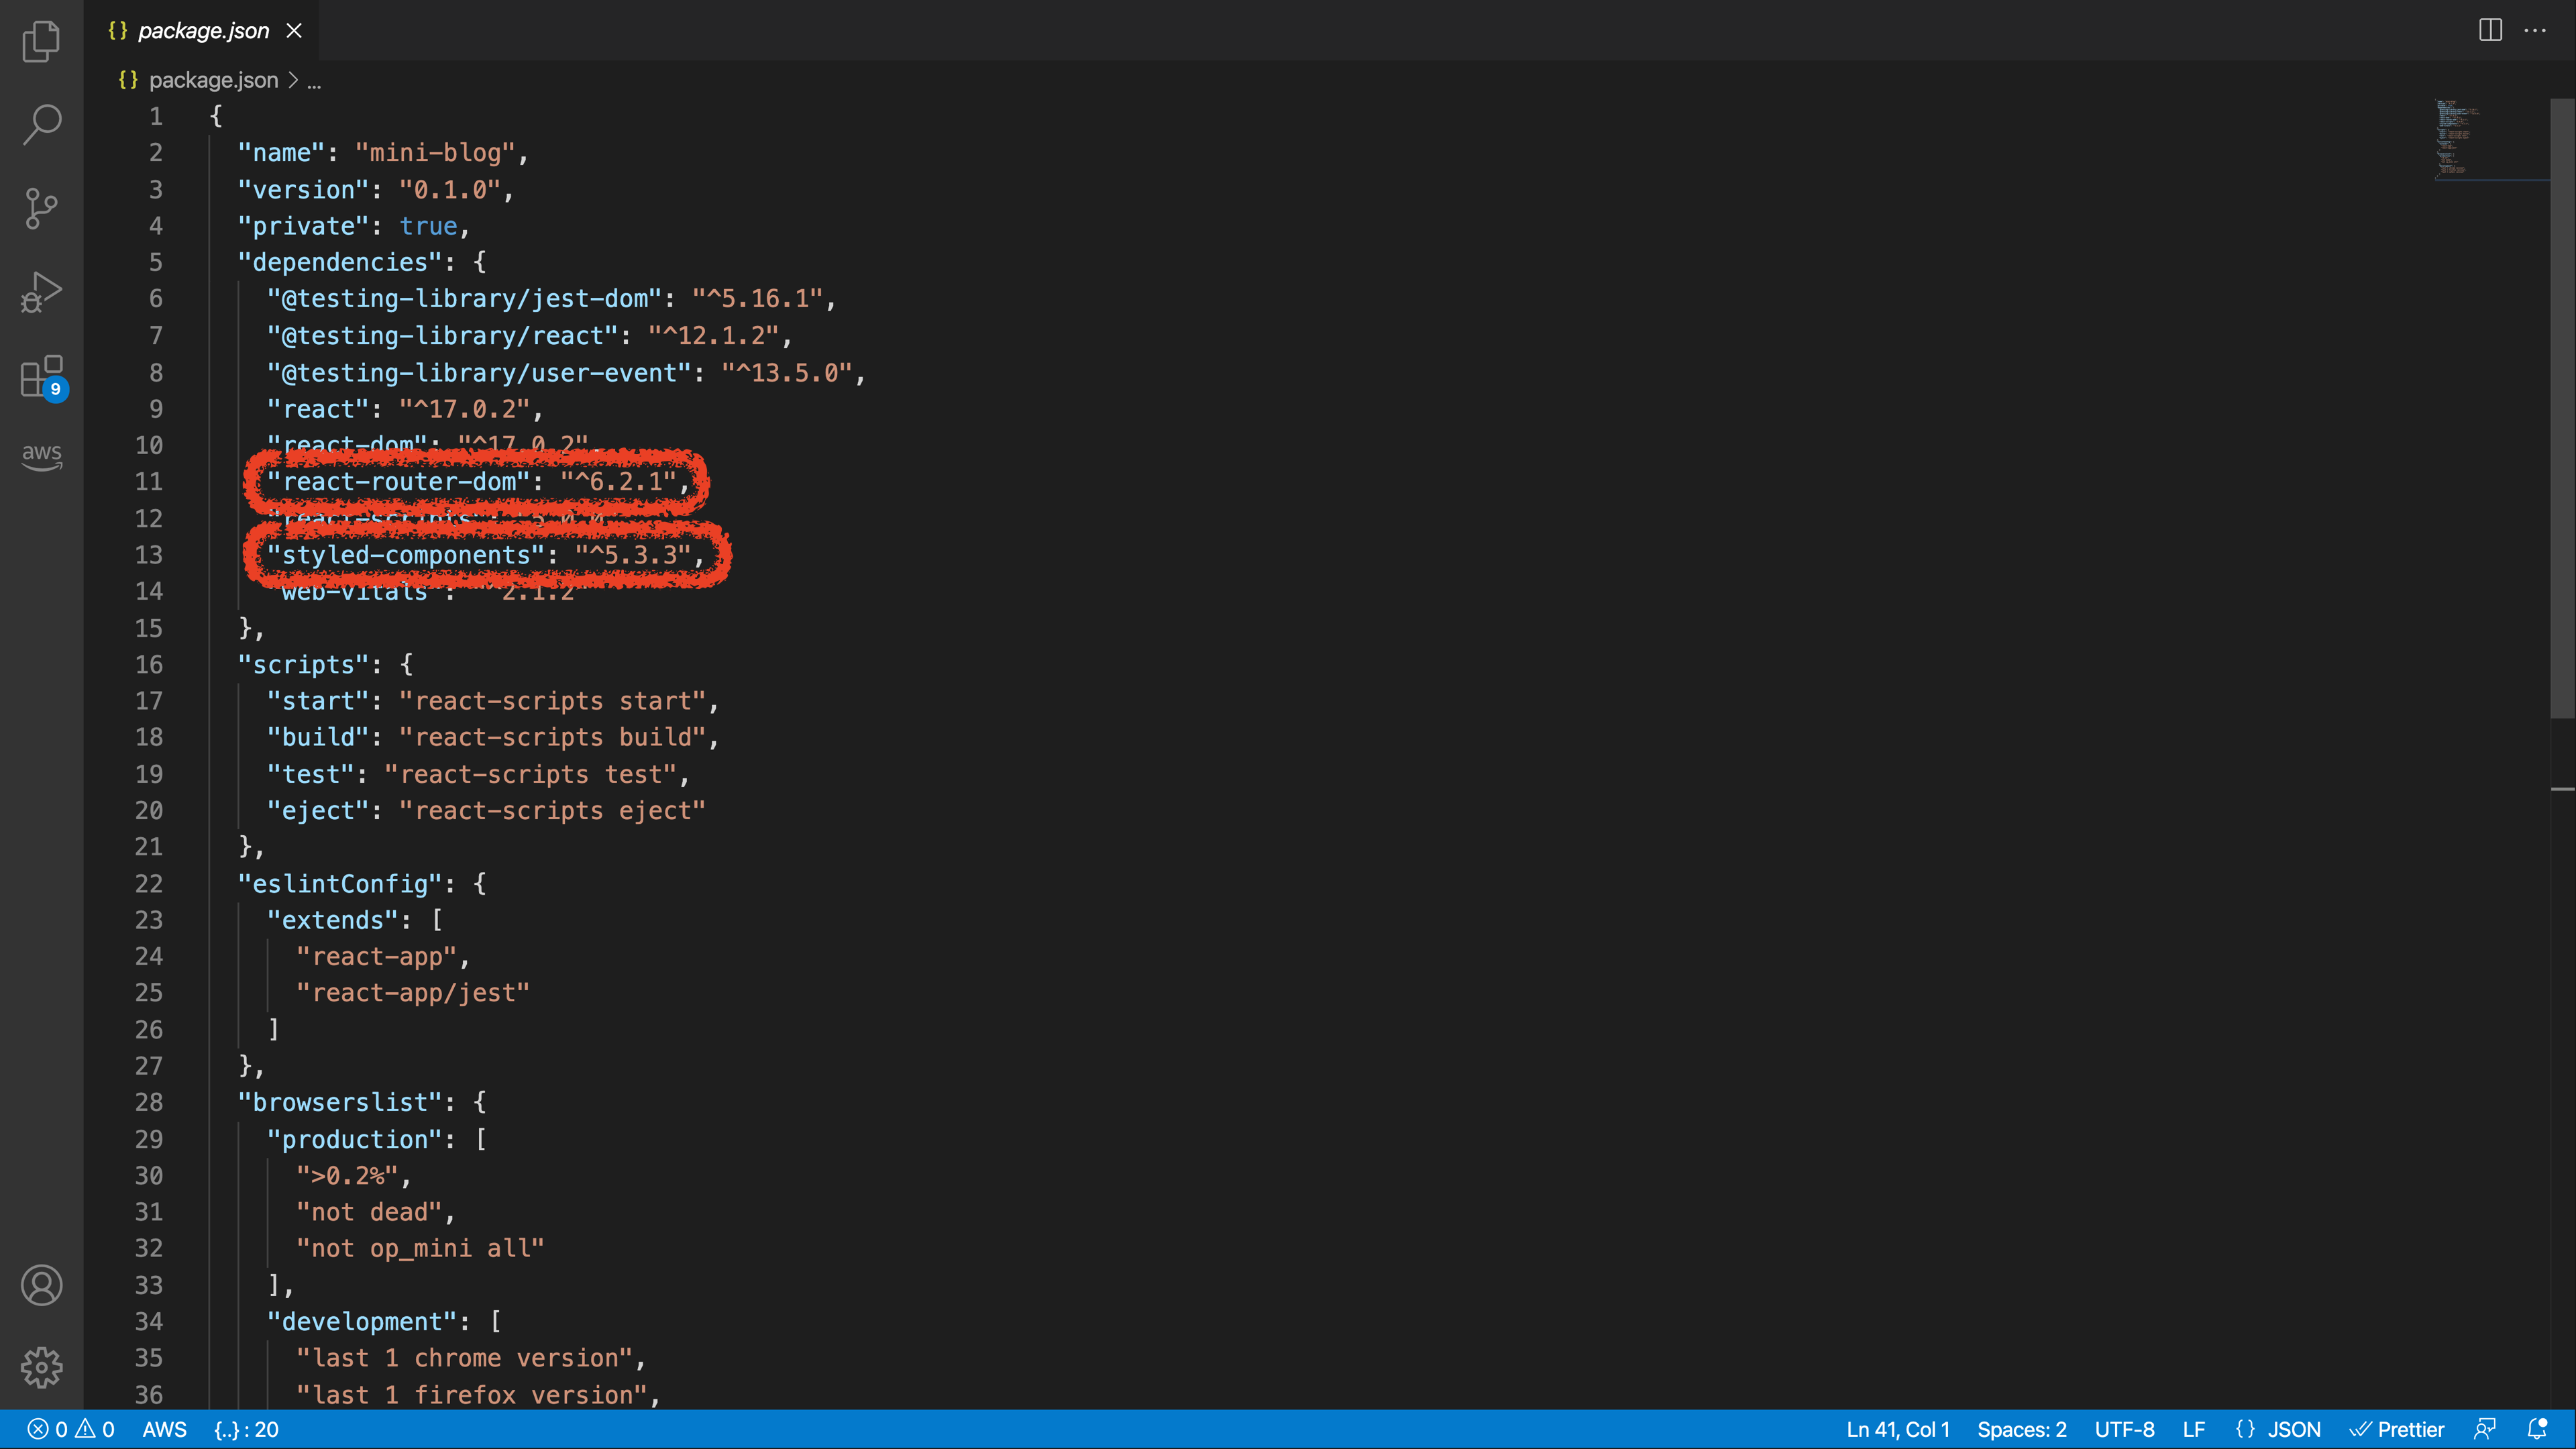 {} package.json ×
{} package.json > ...
1 {
2 "name": "mini-blog",
3 "version": "0.1.0",
4 "private": true,
5 "dependencies": {
6 "@testing-library/jest-dom": "^5.16.1",
7 "@testing-library/react": "^12.1.2",
8 "@testing-library/user-event": "^13.5.0",
9 "react": "^17.0.2",
10 "react-dom": "^17.0.2",
11 "react-router-dom": "^6.2.1",
12 "react-scripts": "5.0.0",
13 "styled-components": "^5.3.3",
14 "web-vitals": "^2.1.2"
15 },
16 "scripts": {
17 "start": "react-scripts start",
18 "build": "react-scripts build",
19 "test": "react-scripts test",
20 "eject": "react-scripts eject"
21 },
22 "eslintConfig": {
23 "extends": [
24 "react-app",
25 "react-app/jest"
26 ]
27 },
28 "browserslist": {
29 "production": [
30 ">0.2%",
31 "not dead",
32 "not op_mini all"
33 ],
34 "development": [
35 "last 1 chrome version",
36 "last 1 firefox version",
9
aws
0 0 AWS {..} : 20 Ln 41, Col 1 Spaces: 2 UTF-8 LF {} JSON Prettier